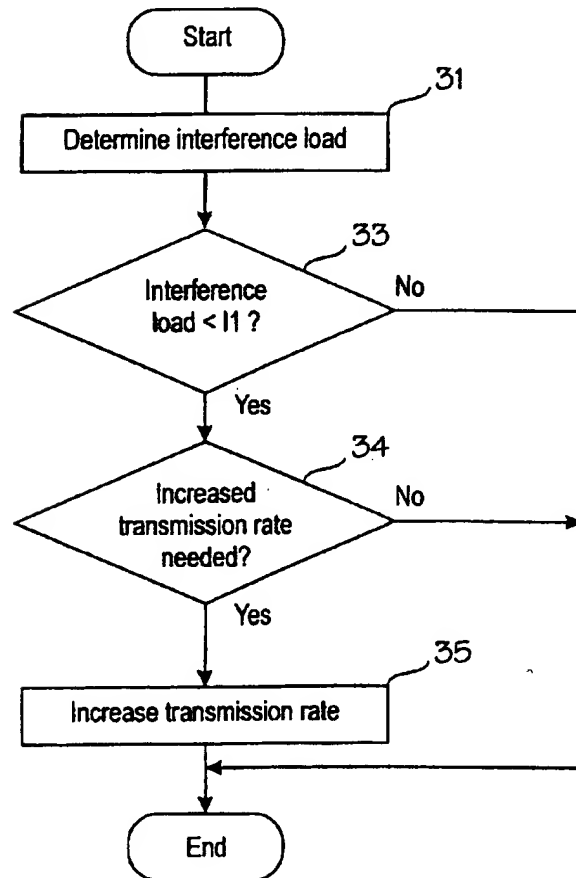 Start
31
Determine interference load
33
Interference
load < I1 ?
No
Yes
34
Increased
transmission rate
needed?
No
Yes
35
Increase transmission rate
End